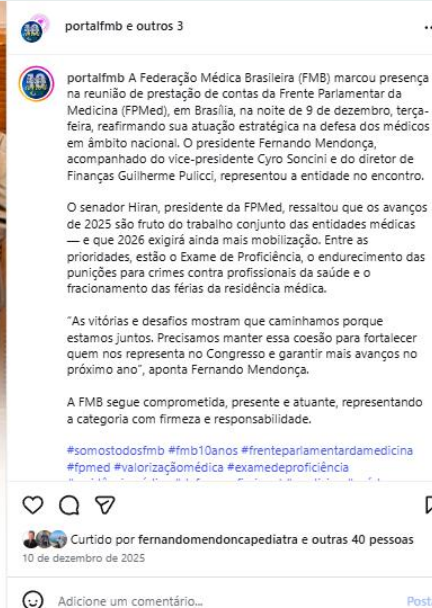 portalfmb e outros 3
portalfmb A Federação Médica Brasileira (FMB) marcou presença
na reunião de prestação de contas da Frente Parlamentar da
Medicina (FPMed), em Brasília, na noite de 9 de dezembro, terça-
feira, reafirmando sua atuação estratégica na defesa dos médicos
em âmbito nacional. O presidente Fernando Mendonça,
acompanhado do vice-presidente Cyro Soncini e do diretor de
Finanças Guilherme Pulicci, representou a entidade no encontro.
O senador Hiran, presidente da FPMed, ressaltou que os avanços
de 2025 são fruto do trabalho conjunto das entidades médicas
— e que 2026 exigirá ainda mais mobilização. Entre as
prioridades, estão o Exame de Proficiência, o endurecimento das
punições para crimes contra profissionais da saúde e o
fracionamento das férias da residência médica.
“As vitórias e desafios mostram que caminhamos porque
estamos juntos. Precisamos manter essa coesão para fortalecer
quem nos representa no Congresso e garantir mais avanços no
próximo ano”, aponta Fernando Mendonça.
A FMB segue comprometida, presente e atuante, representando
a categoria com firmeza e responsabilidade.
#somostodosfmb #fmb10anos #frenteparlamentardamedicina
#fpmed #valorizaçãomédica #examedeproficiência
Curtido por fernandomendoncapediatra e outras 40 pessoas
10 de dezembro de 2025
Adicione um comentário... Post